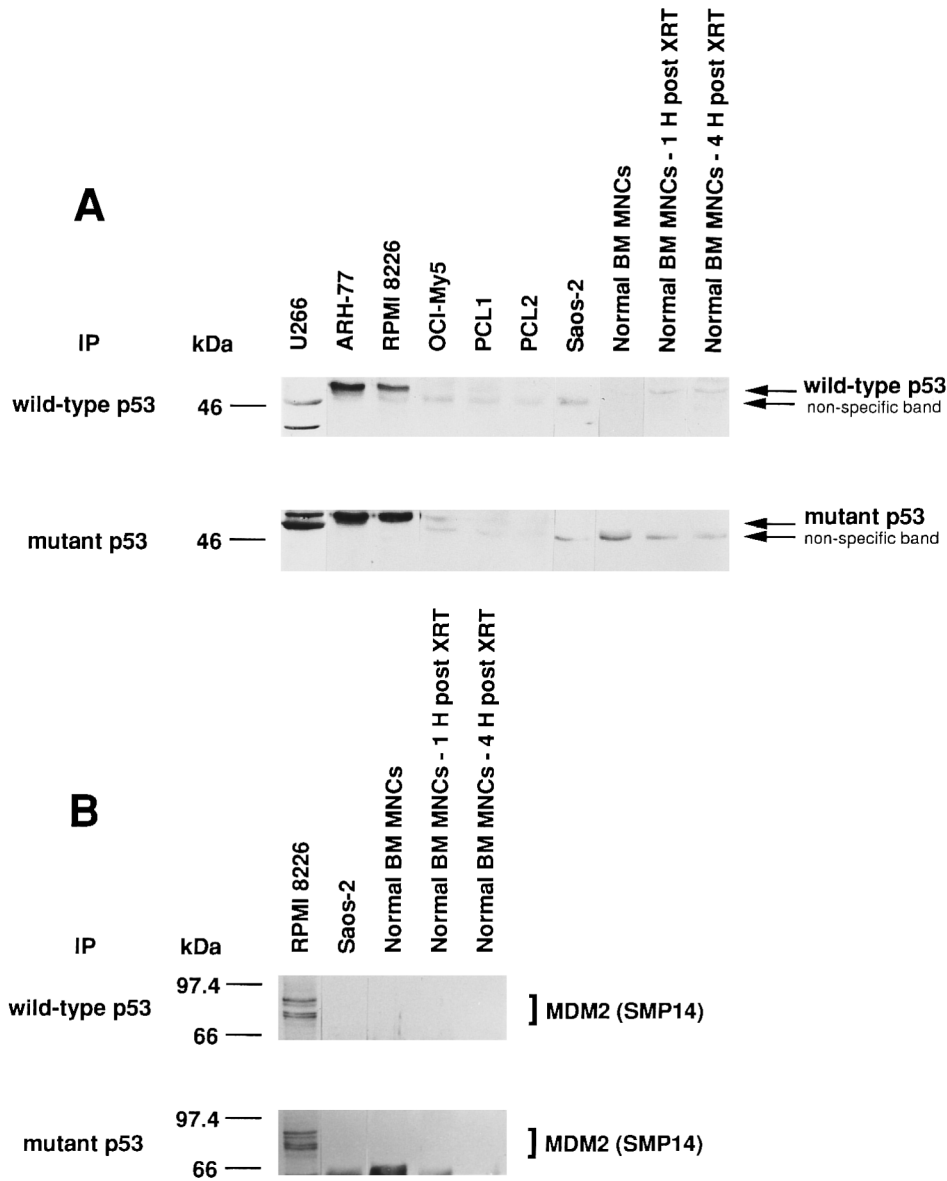 A
IP
kDa
U266
ARH-77
RPMI 8226
OCI-My5
PCL1
PCL2
Saos-2
Normal BM MNCs
Normal BM MNCs - 1 H post XRT
Normal BM MNCs - 4 H post XRT
wild-type p53
46
wild-type p53
non-specific band
mutant p53
46
mutant p53
non-specific band
B
IP
kDa
RPMI 8226
Saos-2
Normal BM MNCs
Normal BM MNCs - 1 H post XRT
Normal BM MNCs - 4 H post XRT
wild-type p53
97.4
66
MDM2 (SMP14)
mutant p53
97.4
66
MDM2 (SMP14)